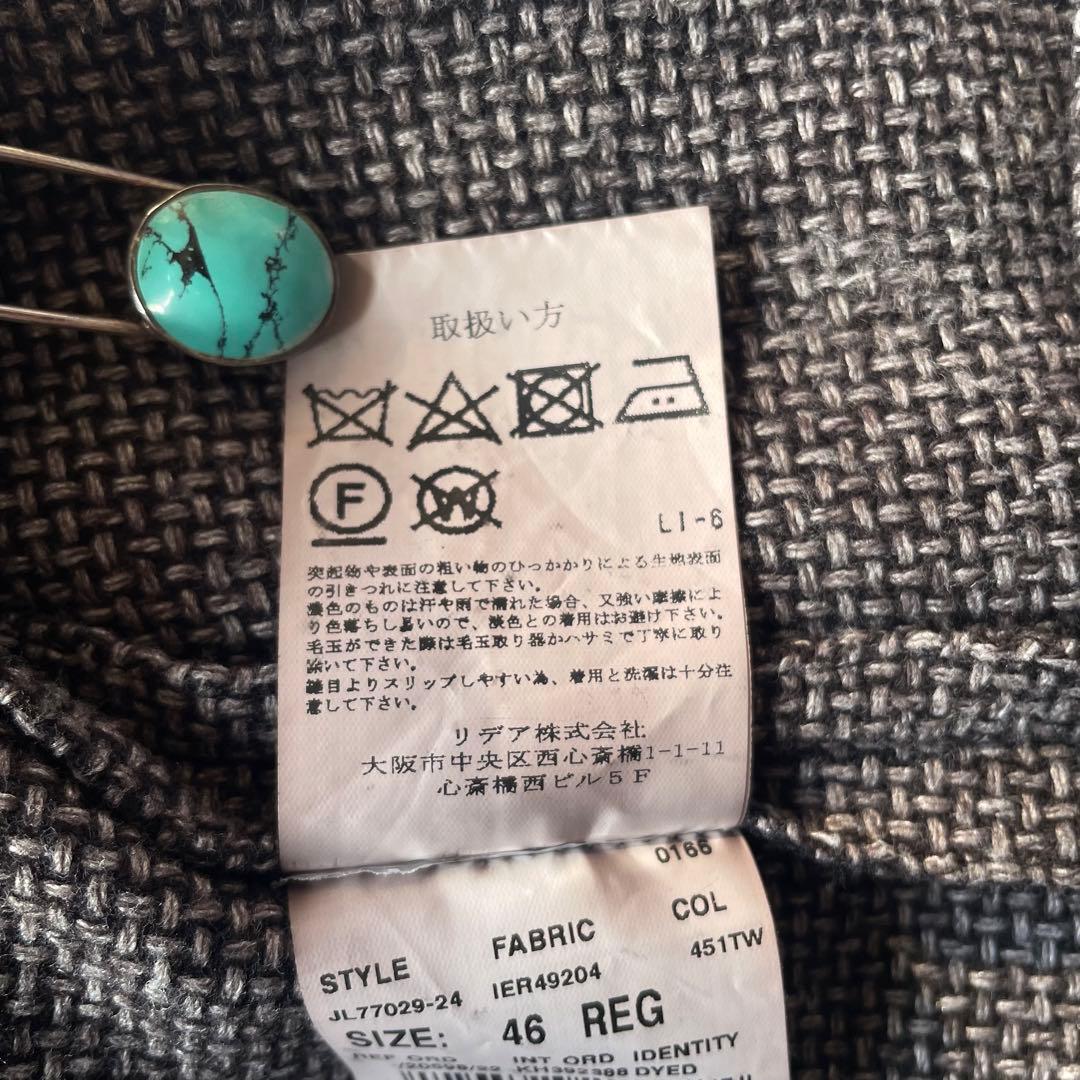 取扱い方
F W
LI-6
突起物や表面の粗い物のひっかかりによる生地表面
の引きつれに注意して下さい。
濃色のものは汗や雨で濡れた場合、又強い摩擦によ
り色落ちし易いので、淡色との着用はお避け下さい。
毛玉ができた際は毛玉取り器かハサミで丁寧に取り
除いて下さい。
縫目よりスリップしやすい為、着用と洗濯は十分注
意して下さい。
リデア株式会社
大阪市中央区西心斎橋1-1-11
心斎橋西ビル5F
0166
STYLE FABRIC COL
JL77029-24 IER49204 451TW
SIZE: 46 REG
REF ORD INT ORD IDENTITY
KH392388 DYED